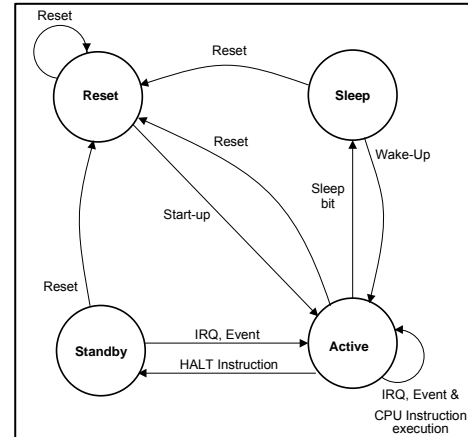 Reset
Reset
Reset
Sleep
Reset
Wake-Up
Sleep
bit
Start-up
Reset
IRQ, Event
Standby
Active
HALT Instruction
IRQ, Event &
CPU Instruction
execution